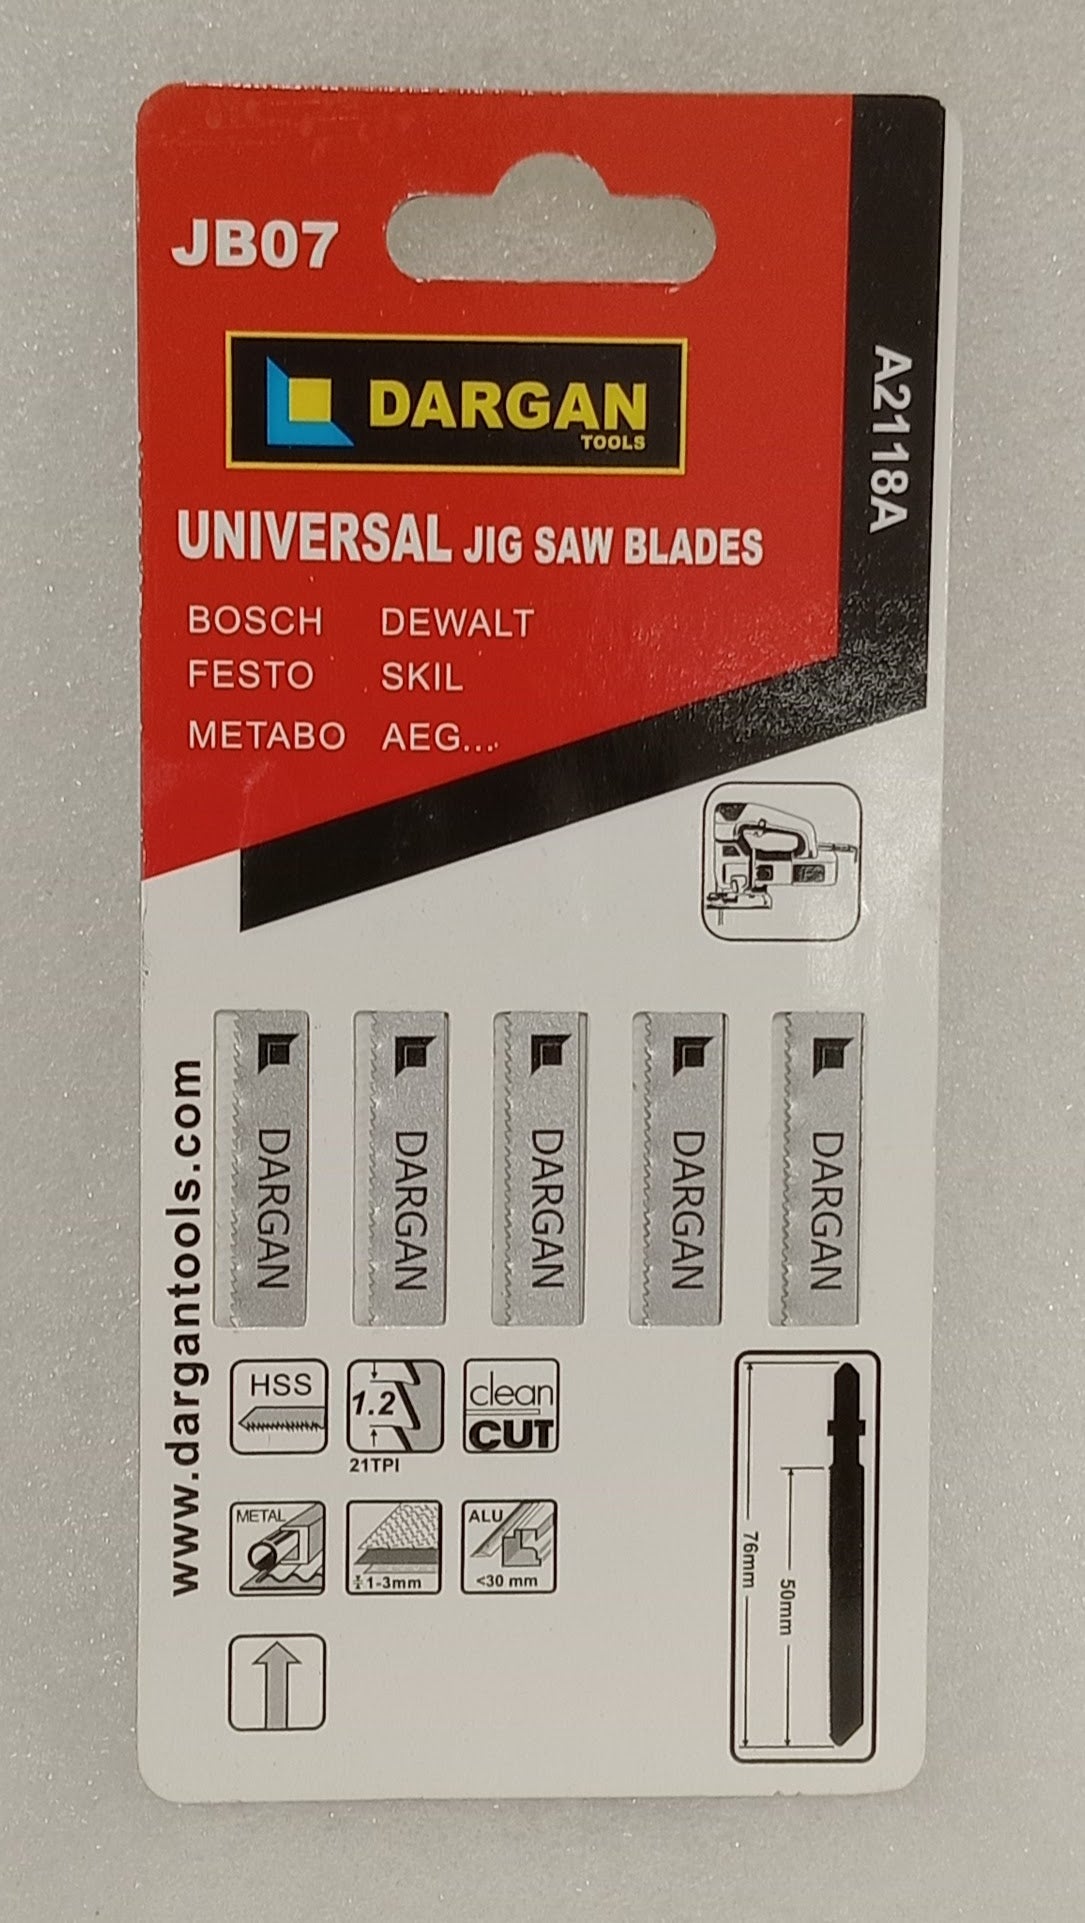 JB07
DARGAN
TOOLS
A2118A
UNIVERSAL JIG SAW BLADES
BOSCH DEWALT
FESTO SKIL
METABO AEG...
www.dargantools.com
DARGAN
DARGAN
DARGAN
DARGAN
DARGAN
HSS
1.2
21TPI
clean
CUT
METAL
1-3mm
ALU
<30 mm
76mm
50mm